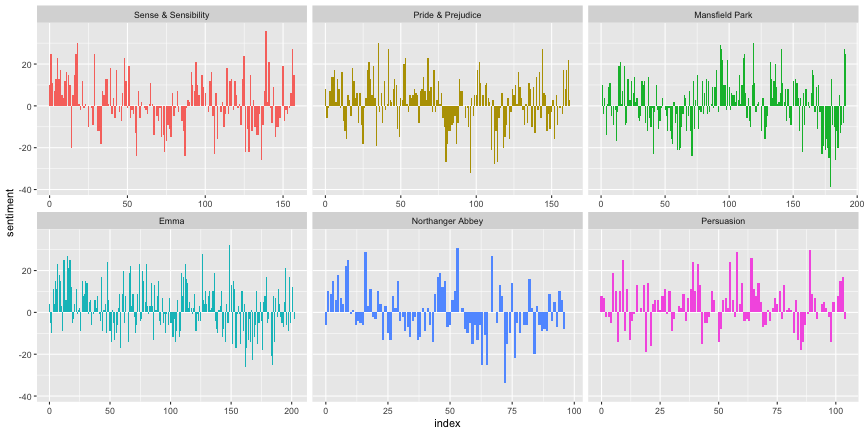 Sense & Sensibility
Pride & Prejudice
Mansfield Park
20
0
-20
-40
0 50 100 150
0 50 100 150
0 50 100 150 200
sentiment
Emma
Northanger Abbey
Persuasion
20
0
-20
-40
0 50 100 150 200
0 25 50 75 100
0 25 50 75 100
index